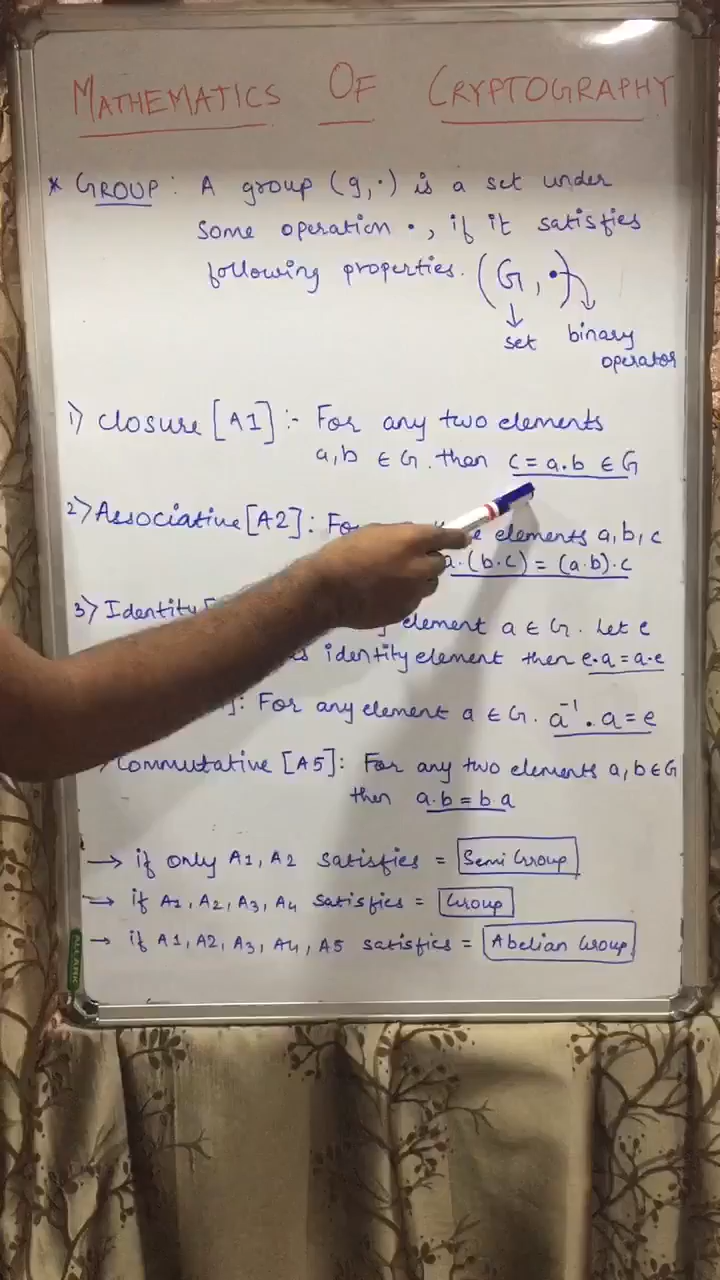 MATHEMATICS OF CRYPTOGRAPHY
* GROUP : A group (g,·) is a set under
some operation ·, if it satisfies
following properties. (G, ·)
set binary
operator
1) Closure [A1] :- For any two elements
a,b ∈ G. then c = a.b ∈ G
2) Associative [A2] : elements a, b, c
a·(b·c) = (a·b)·c
3) Identity element a ∈ G. Let e
identity element then e·a = a·e
]: For any element a ∈ G. a⁻¹ . a = e
Commutative [A5]: For any two elements a, b ∈ G
then a·b = b·a
→ if only A1, A2 satisfies = Semi Group
→ if A1, A2, A3, A4 satisfies = Group
→ if A1, A2, A3, A4, A5 satisfies = Abelian Group